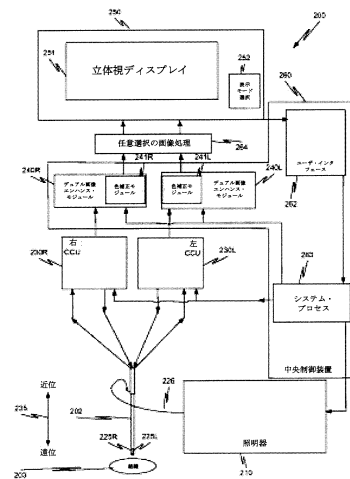 250
200
251
立体視ディスプレイ
252
表示
モード
選択
260
任意選択の画像処理
264
ユーザ・インタ
フェース
262
241R
241L
240R
240L
デュアル画像
エンハンス・
モジュール
色補正モ
ジュール
色補正モ
ジュール
デュアル画像
エンハンス・
モジュール
230R
右
CCU
左
CCU
230L
263
システム・
プロセス
中央制御装置
近位
235
遠位
202
226
225R
225L
203
組織
照明器
210